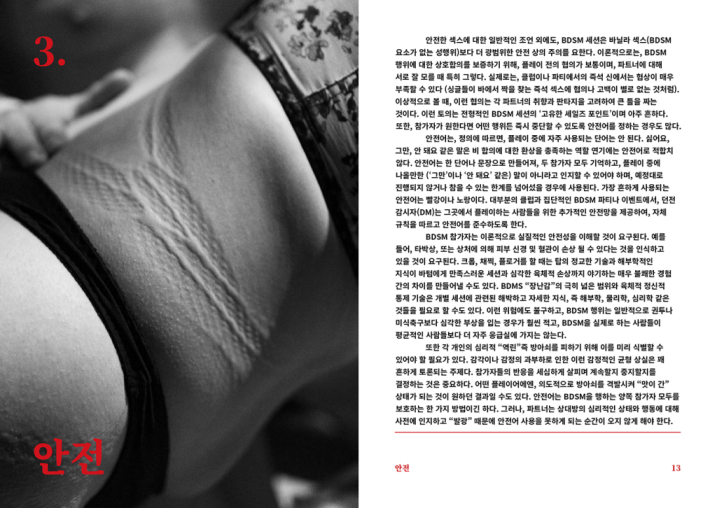 3.
안전
안전한 섹스에 대한 일반적인 조언 외에도, BDSM 세션은 바닐라 섹스(BDSM
요소가 없는 성행위)보다 더 광범위한 안전 상의 주의를 요한다. 이론적으로는, BDSM
행위에 대한 상호합의를 보증하기 위해, 플레이 전의 협의가 보통이며, 파트너에 대해
서로 잘 모를 때 특히 그렇다. 실제로는, 클럽이나 파티에서의 즉석 신에서는 협상이 매우
부족할 수 있다 (싱글들이 바에서 짝을 찾는 즉석 섹스에 협의나 고백이 별로 없는 것처럼).
이상적으로 볼 때, 이런 협의는 각 파트너의 취향과 판타지을 고려하여 큰 틀을 짜는
것이다. 이런 토의는 전형적인 BDSM 세션의 ‘고유한 세일즈 포인트’이며 아주 흔하다.
또한, 참가자가 원한다면 어떤 행위든 즉시 중단할 수 있도록 안전어를 정하는 경우도 많다.
안전어는, 정의에 따르면, 플레이 중에 자주 사용되는 단어는 안 된다. 싫어요,
그만, 안 돼요 같은 말은 비 합의에 대한 환상을 충족하는 역할 연기에는 안전어로 적합치
않다. 안전어는 한 단어나 문장으로 만들어져, 두 참가자 모두 기억하고, 플레이 중에
나올만한 (‘그만’이나 ‘안 돼요’ 같은) 말이 아니라고 인지할 수 있어야 하며, 예정대로
진행되지 않거나 참을 수 있는 한계를 넘어섰을 경우에 사용된다. 가장 흔하게 사용되는
안전어는 빨강이나 노랑이다. 대부분의 클럽과 집단적인 BDSM 파티나 이벤트에서, 던전
감시자(DM)는 그곳에서 플레이하는 사람들을 위한 추가적인 안전망을 제공하여, 자체
규칙을 따르고 안전어를 준수하도록 한다.
BDSM 참가자는 이론적으로 실질적인 안전성을 이해할 것이 요구된다. 예를
들어, 타박상, 또는 상처에 의해 피부 신경 및 혈관이 손상 될 수 있다는 것을 인식하고
있을 것이 요구된다. 크롭, 채찍, 플로거를 할 때는 탑의 정교한 기술과 해부학적인
지식이 바텀에게 만족스러운 세션과 심각한 육체적 손상까지 야기하는 매우 불쾌한 경험
간의 차이를 만들어낼 수도 있다. BDMS “장난감”의 극히 넓은 범위와 육체적 정신적
통제 기술은 개별 세션에 관련된 해박하고 자세한 지식, 즉 해부학, 물리학, 심리학 같은
것들을 필요로 할 수도 있다. 이런 위험에도 불구하고, BDSM 행위는 일반적으로 권투나
미식축구보다 심각한 부상을 입는 경우가 훨씬 적고, BDSM을 실제로 하는 사람들이
평균적인 사람들보다 더 자주 응급실에 가지는 않는다.
또한 각 개인의 심리적 “역린”즉 방아쇠를 피하기 위해 이를 미리 식별할 수
있어야 할 필요가 있다. 감각이나 감정의 과부하로 인한 이런 감정적인 균형 상실은 꽤
흔하게 토론되는 주제다. 참가자들의 반응을 세심하게 살피며 계속할지 중지할지를
결정하는 것은 중요하다. 어떤 플레이어에엔, 의도적으로 방아쇠를 격발시켜 “맛이 간”
상태가 되는 것이 원하던 결과일 수도 있다. 안전어는 BDSM을 행하는 양쪽 참가자 모두를
보호하는 한 가지 방법이긴 하다. 그러나, 파트너는 상대방의 심리적인 상태와 행동에 대해
사전에 인지하고 “발광” 때문에 안전어 사용을 못하게 되는 순간이 오지 않게 해야 한다.
안전
13